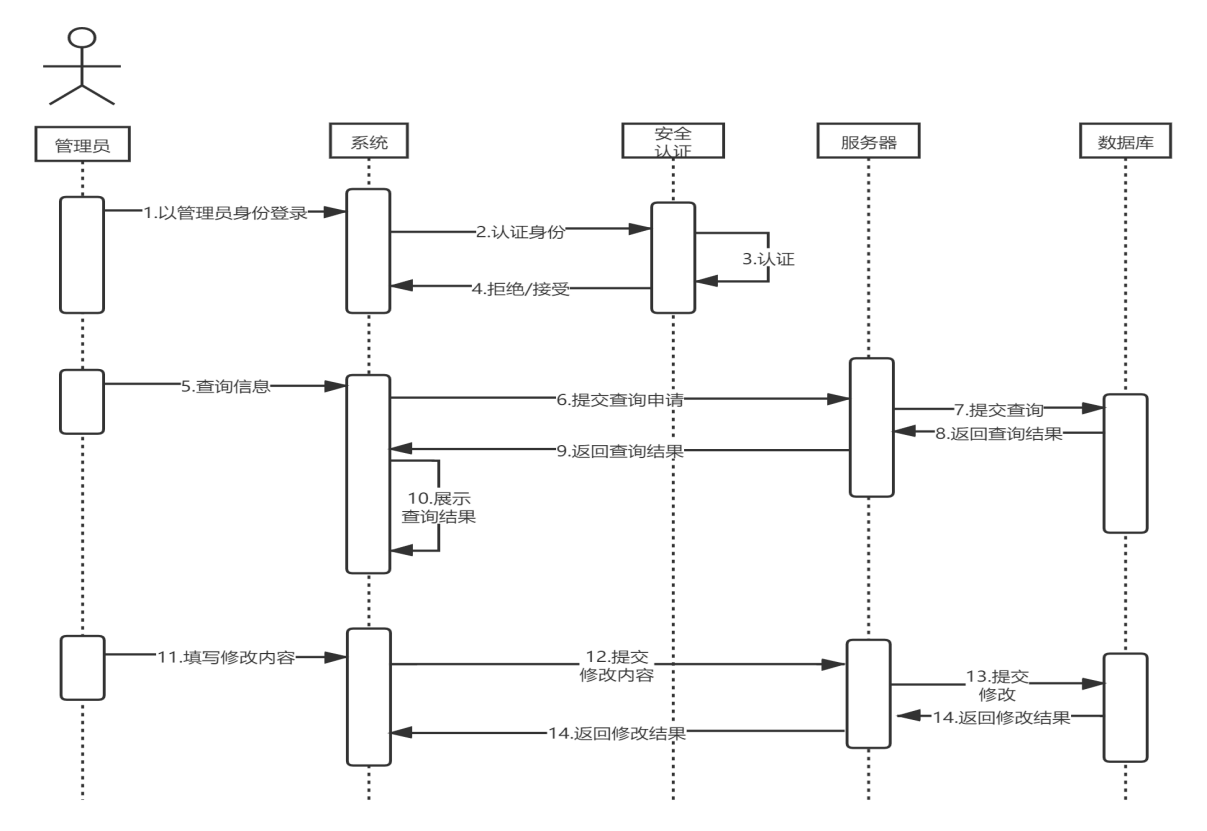 管理员
系统
安全
认证
服务器
数据库
1.以管理员身份登录
2.认证身份
3.认证
4.拒绝/接受
5.查询信息
6.提交查询申请
7.提交查询
8.返回查询结果
9.返回查询结果
10.展示
查询结果
11.填写修改内容
12.提交
修改内容
13.提交
修改
14.返回修改结果
14.返回修改结果